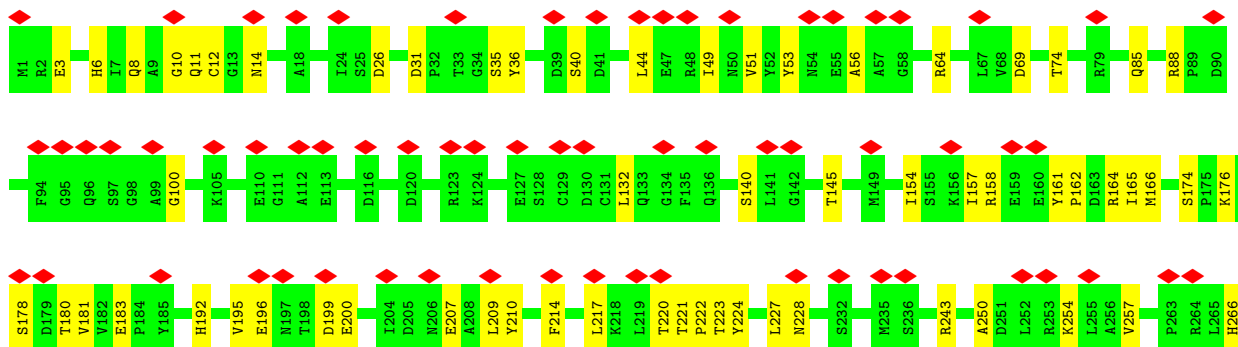 M1 R2 E3 H6 I7 Q8 A9 G10 Q11 C12 G13 N14 A18 I24 S25 D26 D31 P32 T33 G34 S35 Y36 D39 S40 D41 L44 E47 R48 I49 N50 V51 Y52 Y53 N54 E55 A56 A57 G58 R64 L67 V68 D69 T74 R79 Q85 R88 P89 D90
F94 G95 Q96 S97 G98 A99 G100 K105 E110 G111 A112 E113 D116 D120 R123 K124 E127 S128 C129 D130 C131 L132 Q133 G134 F135 Q136 S140 L141 G142 T145 M149 I154 S155 K156 I157 R158 E159 E160 Y161 P162 D163 R164 I165 M166 S174 P175 K176
S178 D179 T180 V181 V182 E183 P184 Y185 H192 V195 E196 N197 T198 D199 E200 T204 D205 N206 E207 A208 L209 Y210 F214 L217 K218 L219 T220 T221 P222 T223 Y224 L227 N228 S232 M235 S236 R243 A250 D251 L252 R253 K254 L255 A256 V257 P263 R264 L265 H266